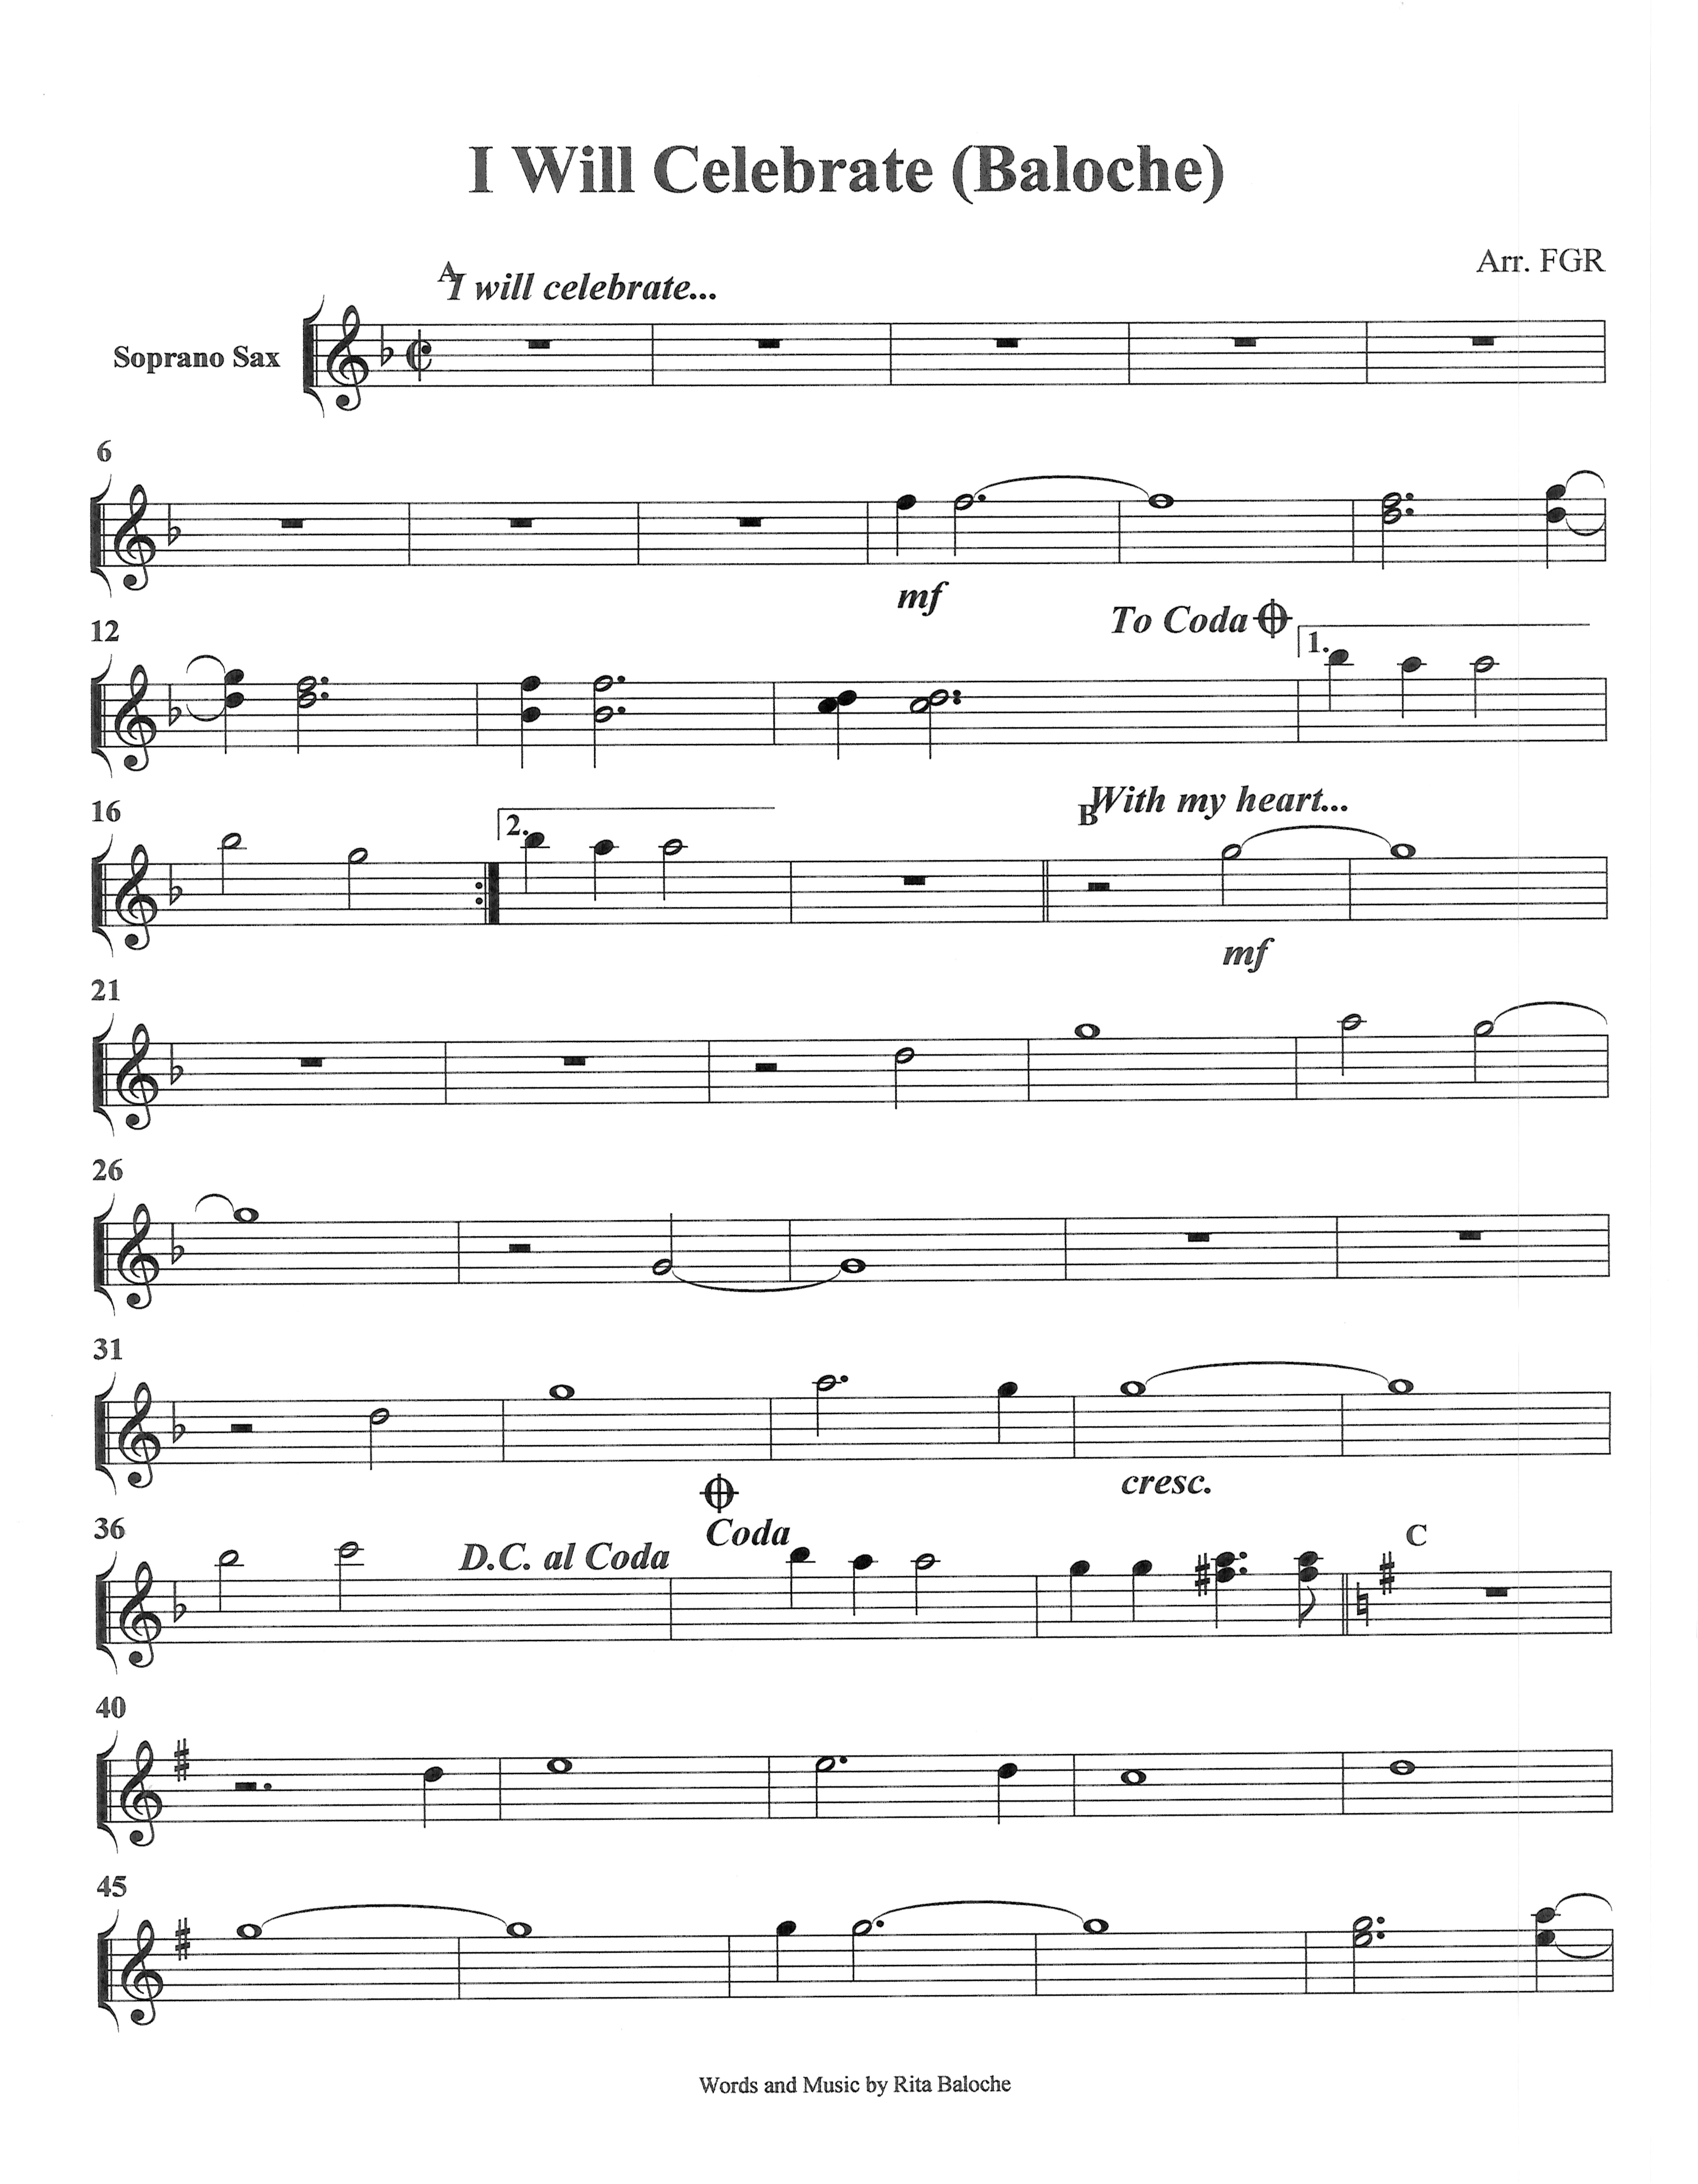 I Will Celebrate (Baloche)
Arr. FGR
A
I will celebrate...
Soprano Sax
6
mf
To Coda
12
1.
16
2.
B
With my heart...
mf
21
26
31
cresc.
36
D.C. al Coda
Coda
C
40
45
Words and Music by Rita Baloche